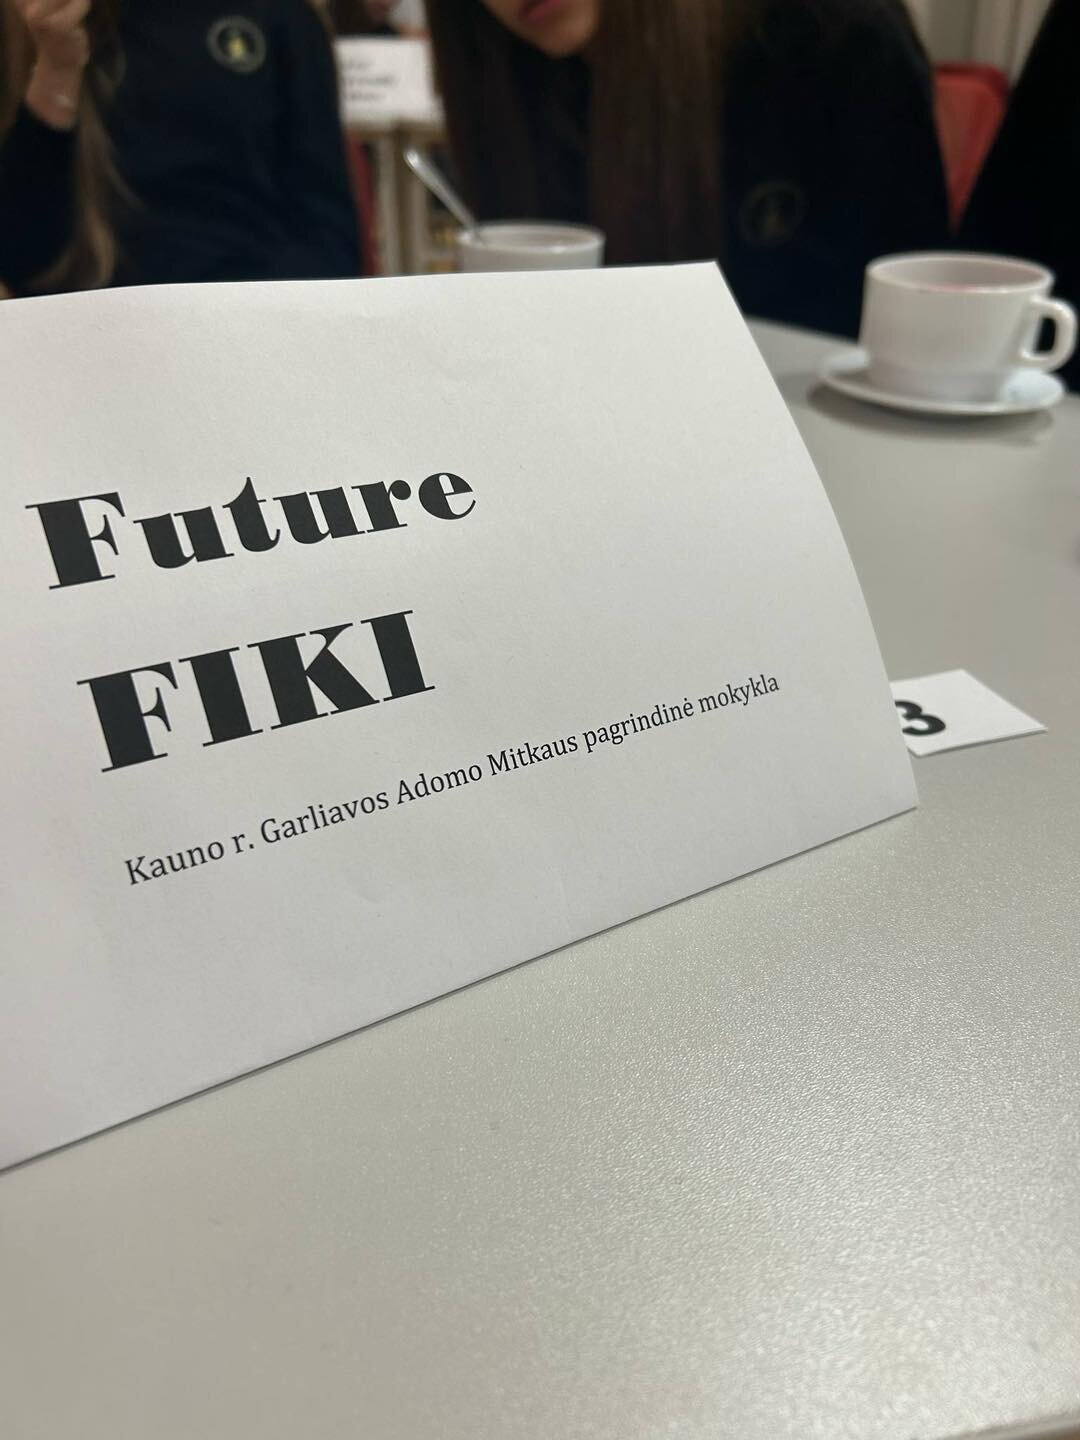 Future
FIKI
Kauno r. Garliavos Adomo Mitkaus pagrindinė mokykla
3